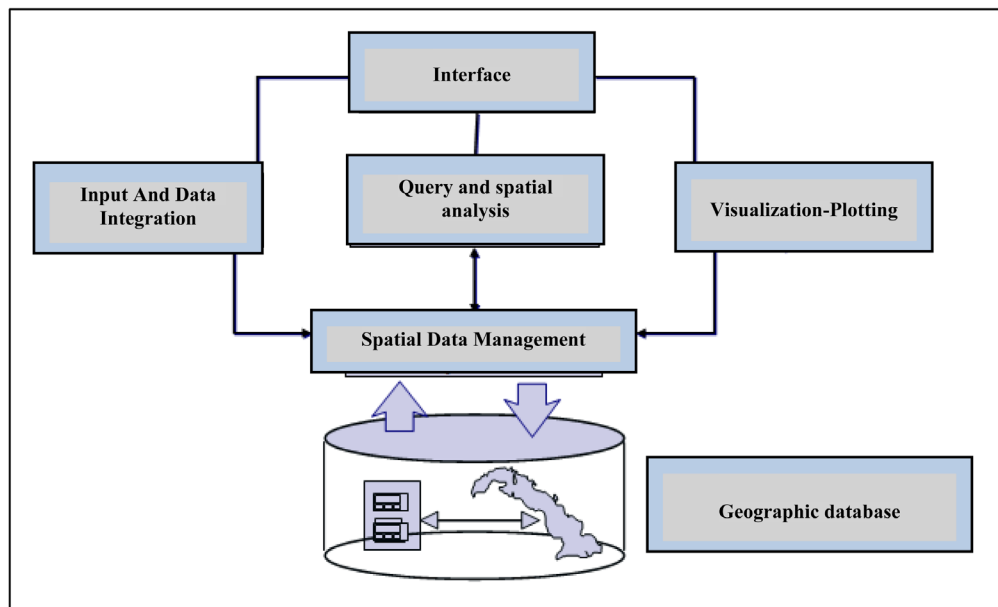 Interface
Input And Data
Integration
Query and spatial
analysis
Visualization-Plotting
Spatial Data Management
Geographic database